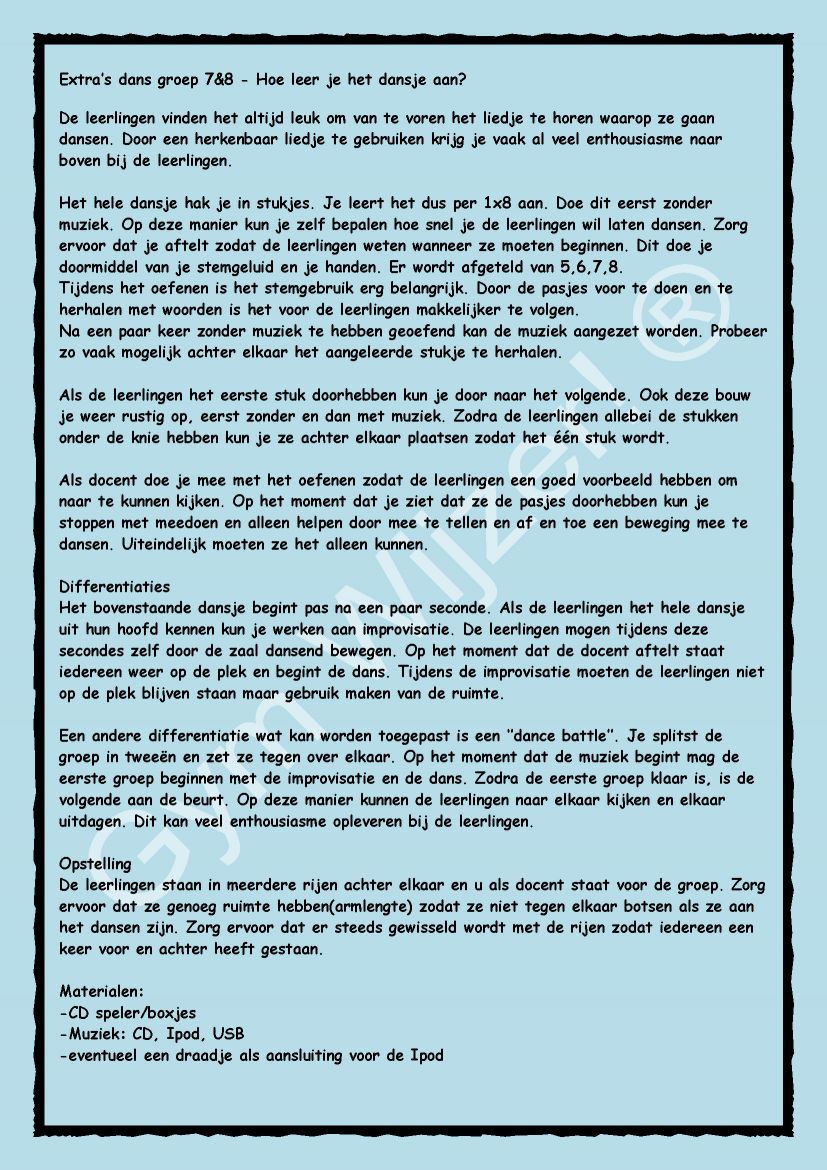 Extra's dans groep 7&8 - Hoe leer je het dansje aan?
De leerlingen vinden het altijd leuk om van te voren het liedje te horen waarop ze gaan
dansen. Door een herkenbaar liedje te gebruiken krijg je vaak al veel enthousiasme naar
boven bij de leerlingen.
Het hele dansje hak je in stukjes. Je leert het dus per 1x8 aan. Doe dit eerst zonder
muziek. Op deze manier kun je zelf bepalen hoe snel je de leerlingen wil laten dansen. Zorg
ervoor dat je aftelt zodat de leerlingen weten wanneer ze moeten beginnen. Dit doe je
doormiddel van je stemgeluid en je handen. Er wordt afgeteld van 5,6,7,8.
Tijdens het oefenen is het stemgebruik erg belangrijk. Door de pasjes voor te doen en te
herhalen met woorden is het voor de leerlingen makkelijker te volgen.
Na een paar keer zonder muziek te hebben geoefend kan de muziek aangezet worden. Probeer
zo vaak mogelijk achter elkaar het aangeleerde stukje te herhalen.
Als de leerlingen het eerste stuk doorhebben kun je door naar het volgende. Ook deze bouw
je weer rustig op, eerst zonder en dan met muziek. Zodra de leerlingen allebei de stukken
onder de knie hebben kun je ze achter elkaar plaatsen zodat het één stuk wordt.
Als docent doe je mee met het oefenen zodat de leerlingen een goed voorbeeld hebben om
naar te kunnen kijken. Op het moment dat je ziet dat ze de pasjes doorhebben kun je
stoppen met meedoen en alleen helpen door mee te tellen en af en toe een beweging mee te
dansen. Uiteindelijk moeten ze het alleen kunnen.
Differentiaties
Het bovenstaande dansje begint pas na een paar seconde. Als de leerlingen het hele dansje
uit hun hoofd kennen kun je werken aan improvisatie. De leerlingen mogen tijdens deze
secondes zelf door de zaal dansend bewegen. Op het moment dat de docent aftelt staat
iedereen weer op de plek en begint de dans. Tijdens de improvisatie moeten de leerlingen niet
op de plek blijven staan maar gebruik maken van de ruimte.
Een andere differentiatie wat kan worden toegepast is een "dance battle". Je splitst de
groep in tweeën en zet ze tegen over elkaar. Op het moment dat de muziek begint mag de
eerste groep beginnen met de improvisatie en de dans. Zodra de eerste groep klaar is, is de
volgende aan de beurt. Op deze manier kunnen de leerlingen naar elkaar kijken en elkaar
uitdagen. Dit kan veel enthousiasme opleveren bij de leerlingen.
Opstelling
De leerlingen staan in meerdere rijen achter elkaar en u als docent staat voor de groep. Zorg
ervoor dat ze genoeg ruimte hebben(armlengte) zodat ze niet tegen elkaar botsen als ze aan
het dansen zijn. Zorg ervoor dat er steeds gewisseld wordt met de rijen zodat iedereen een
keer voor en achter heeft gestaan.
Materialen:
-CD speler/boxjes
-Muziek: CD, Ipod, USB
-eventueel een draadje als aansluiting voor de Ipod
Gym Wijzer! ®